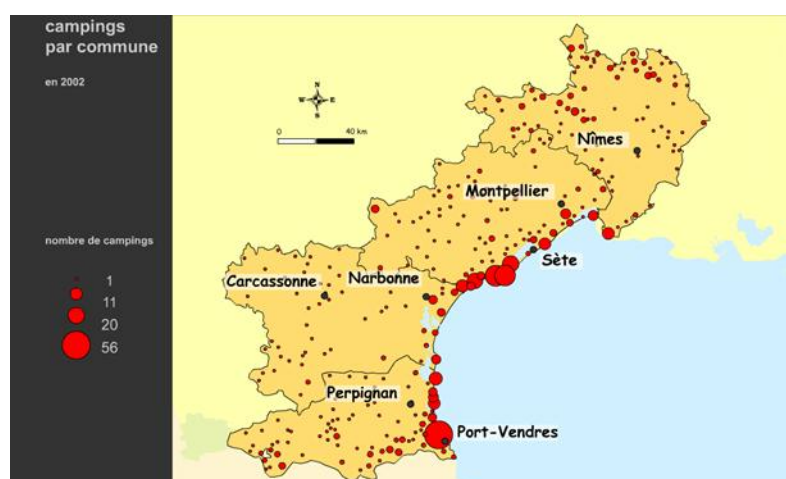 campings
par commune
en 2002
N
W E
S
0 40 km
Nîmes
Montpellier
Sète
Narbonne
Carcassonne
Perpignan
Port-Vendres
nombre de campings
1
11
20
56